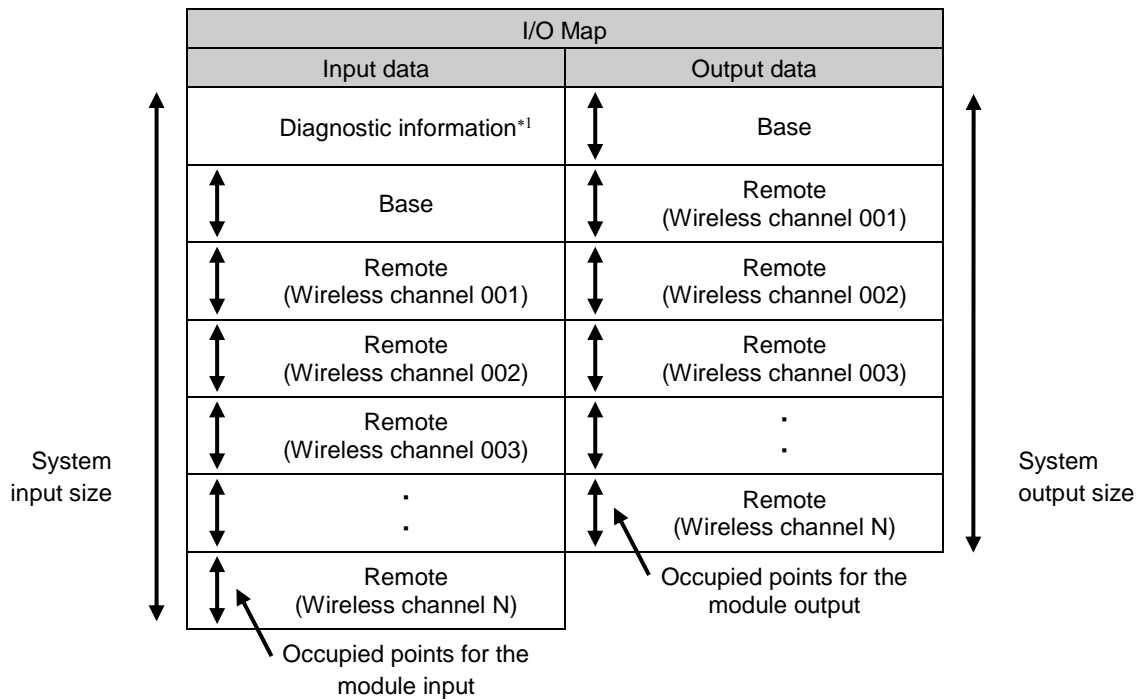 I/O Map
Input data
Output data
Diagnostic information*1
Base
Base
Remote
(Wireless channel 001)
Remote
(Wireless channel 001)
Remote
(Wireless channel 002)
Remote
(Wireless channel 002)
Remote
(Wireless channel 003)
Remote
(Wireless channel 003)
・
・
・
・
Remote
(Wireless channel N)
Remote
(Wireless channel N)
System
input size
System
output size
Occupied points for the
module output
Occupied points for the
module input